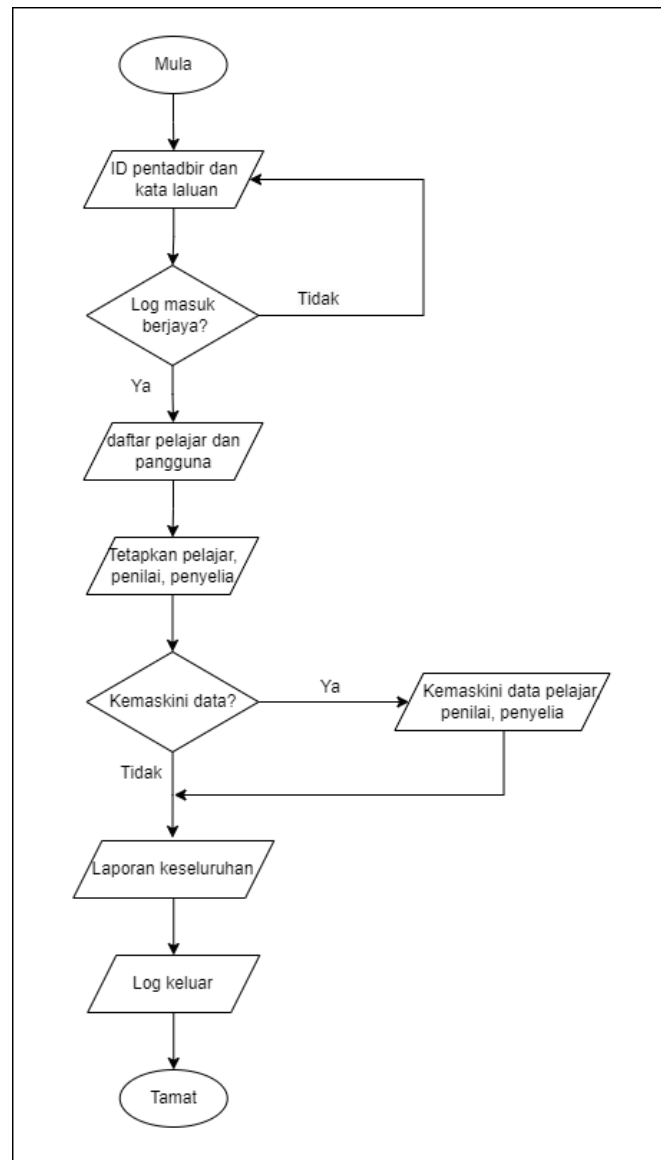 Mula
ID pentadbir dan
kata laluan
Log masuk
berjaya?
Tidak
Ya
daftar pelajar dan
pangguna
Tetapkan pelajar,
penilai, penyelia
Kemaskini data?
Ya
Kemaskini data pelajar,
penilai, penyelia
Tidak
Laporan keseluruhan
Log keluar
Tamat